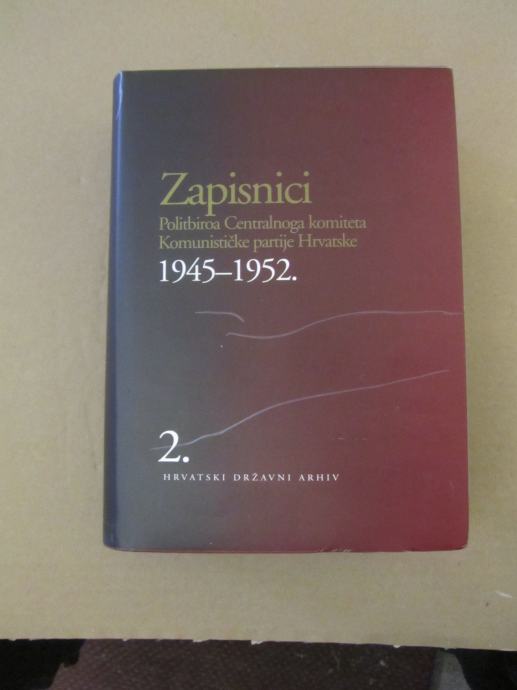 Zapisnici
Politbiroa Centralnoga komiteta
Komunističke partije Hrvatske
1945–1952.
2.
HRVATSKI DRŽAVNI ARHIV